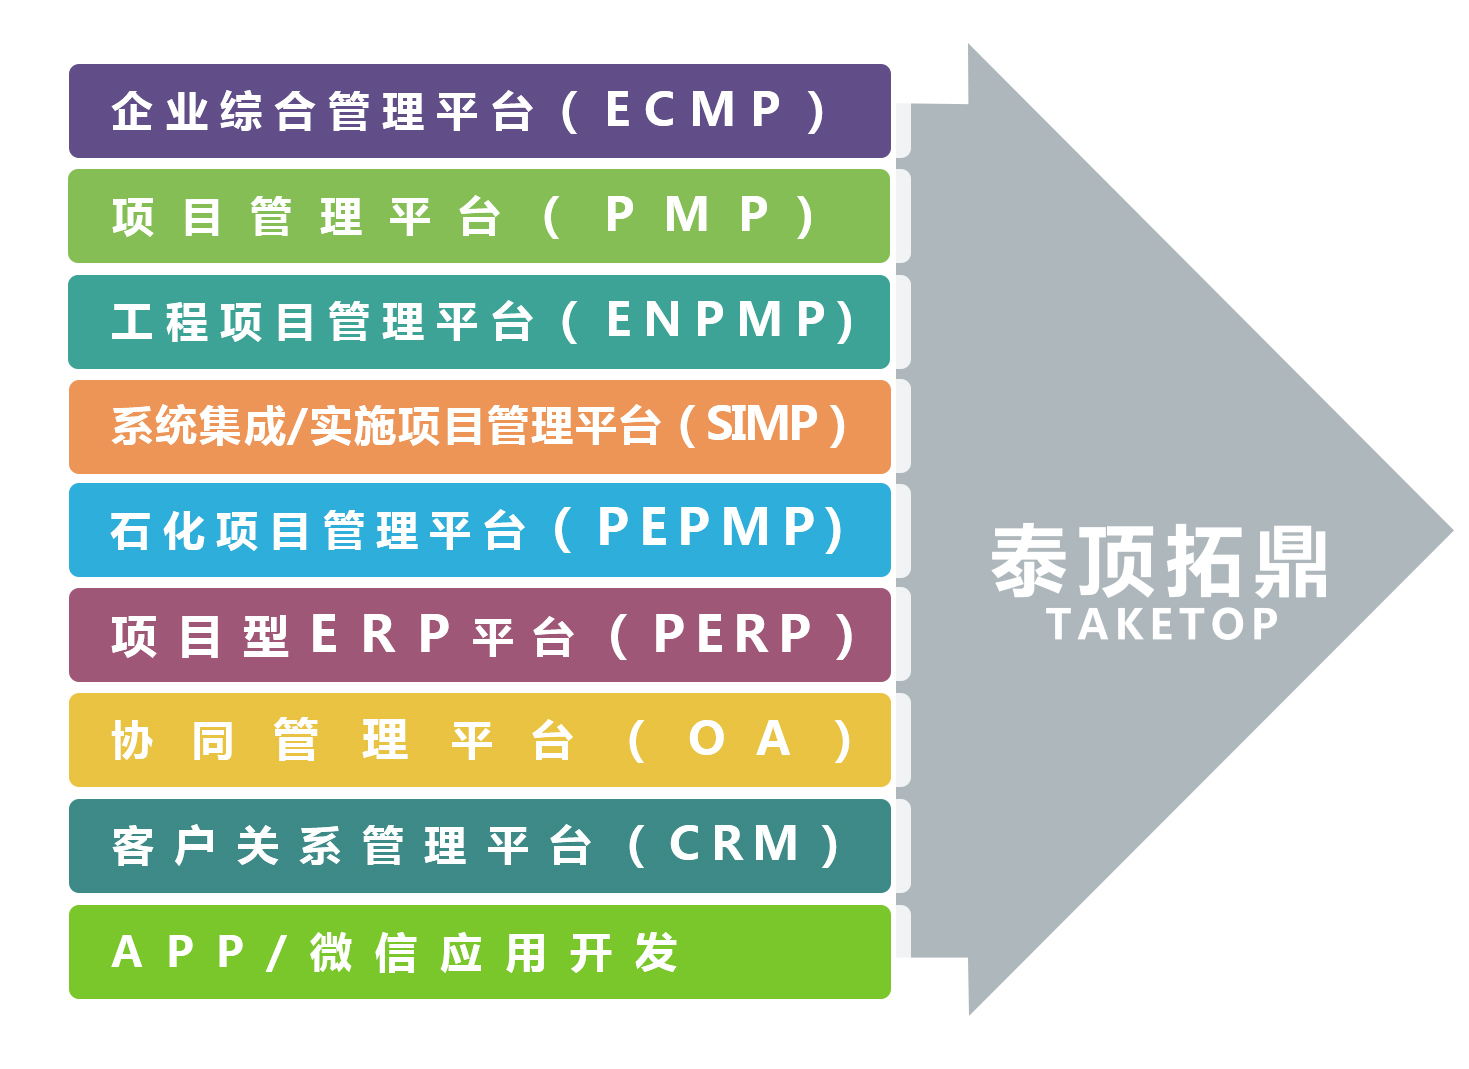 企业综合管理平台（ECMP）
项目管理平台（PMP）
工程项目管理平台（ENPMP）
系统集成/实施项目管理平台（SIMP）
石化项目管理平台（PEPMP）
项目型ERP平台（PERP）
协同管理平台（OA）
客户关系管理平台（CRM）
APP/微信应用开发
泰顶拓鼎
TAKETOP